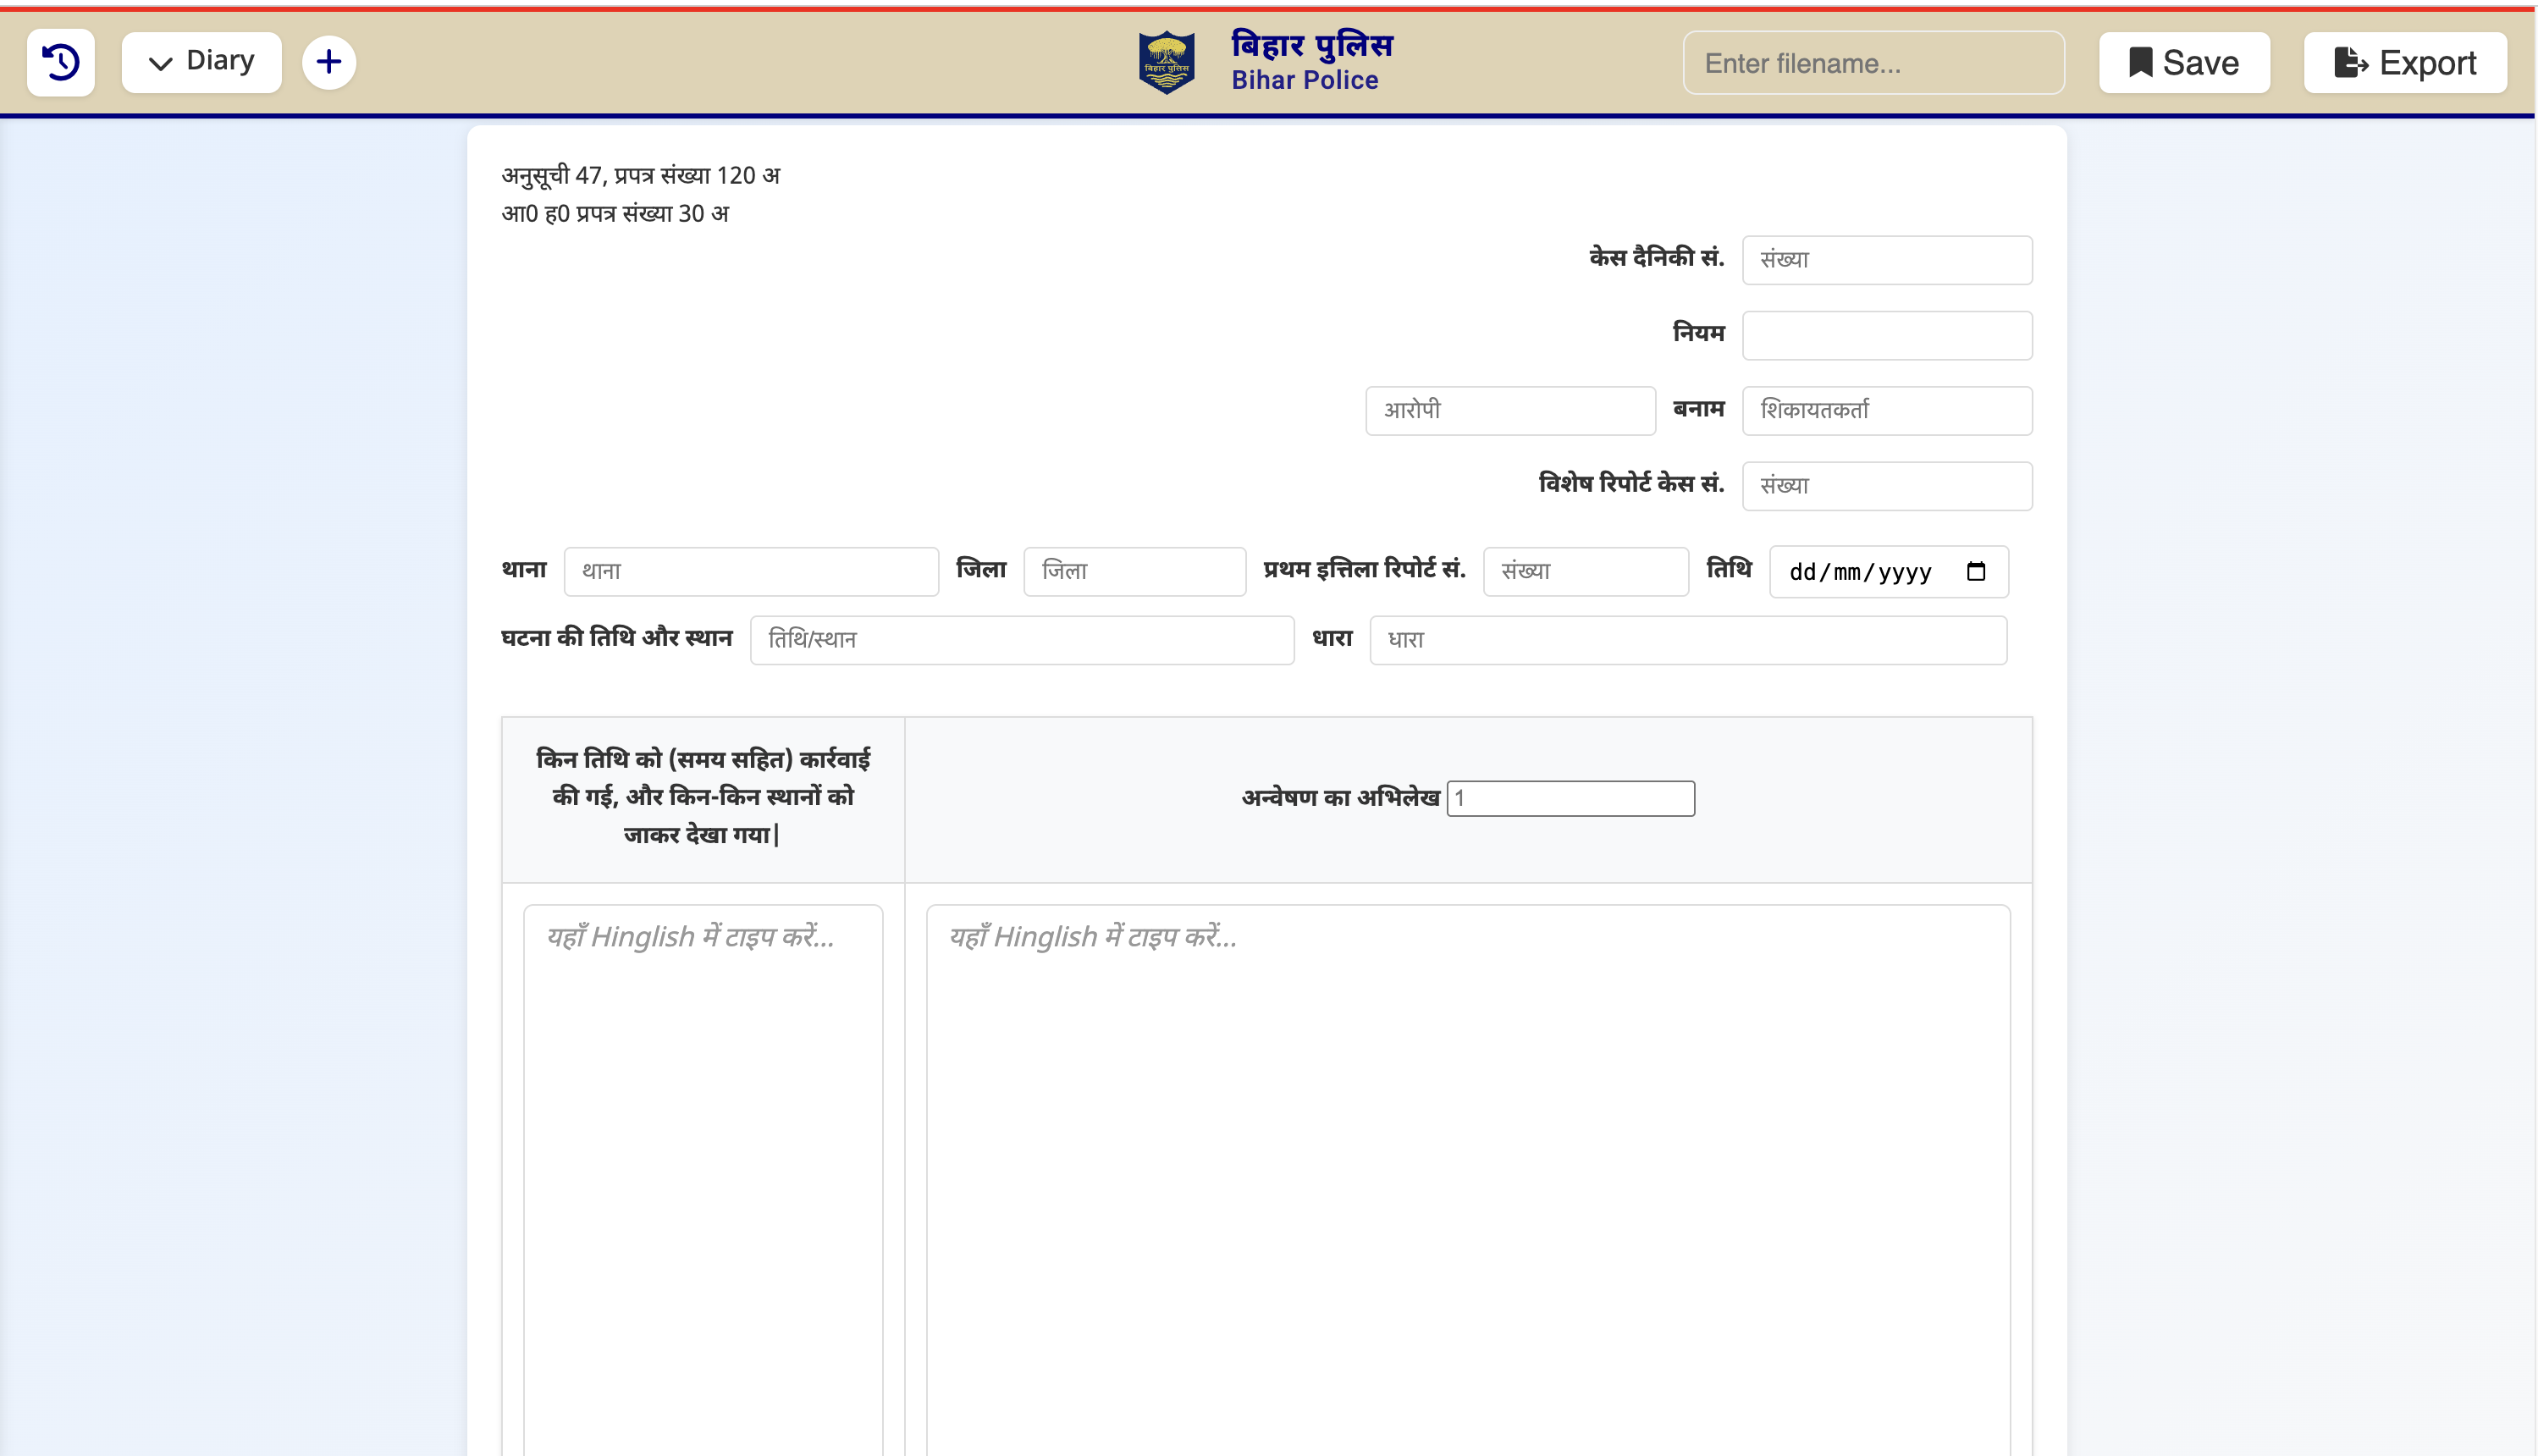 Diary
बिहार पुलिस
बिहार पुलिस
Bihar Police
Enter filename...
Save
Export
अनुसूची 47, प्रपत्र संख्या 120 अ
आ0 ह0 प्रपत्र संख्या 30 अ
केस दैनिकी सं. संख्या
नियम
आरोपी बनाम शिकायतकर्ता
विशेष रिपोर्ट केस सं. संख्या
थाना थाना जिला जिला प्रथम इत्तिला रिपोर्ट सं. संख्या तिथि dd/mm/yyyy
घटना की तिथि और स्थान तिथि/स्थान धारा धारा
किन तिथि को (समय सहित) कार्रवाई
की गई, और किन-किन स्थानों को
जाकर देखा गया|
अन्वेषण का अभिलेख 1
यहाँ Hinglish में टाइप करें...
यहाँ Hinglish में टाइप करें...